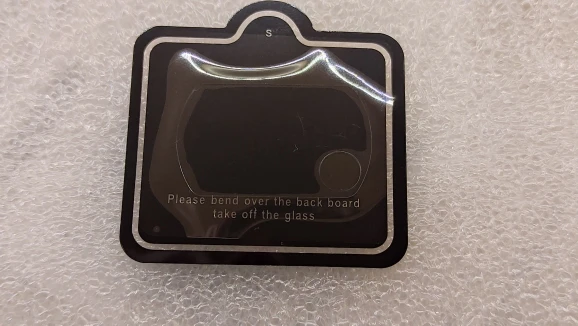 S
Please bend over the back board
take off the glass